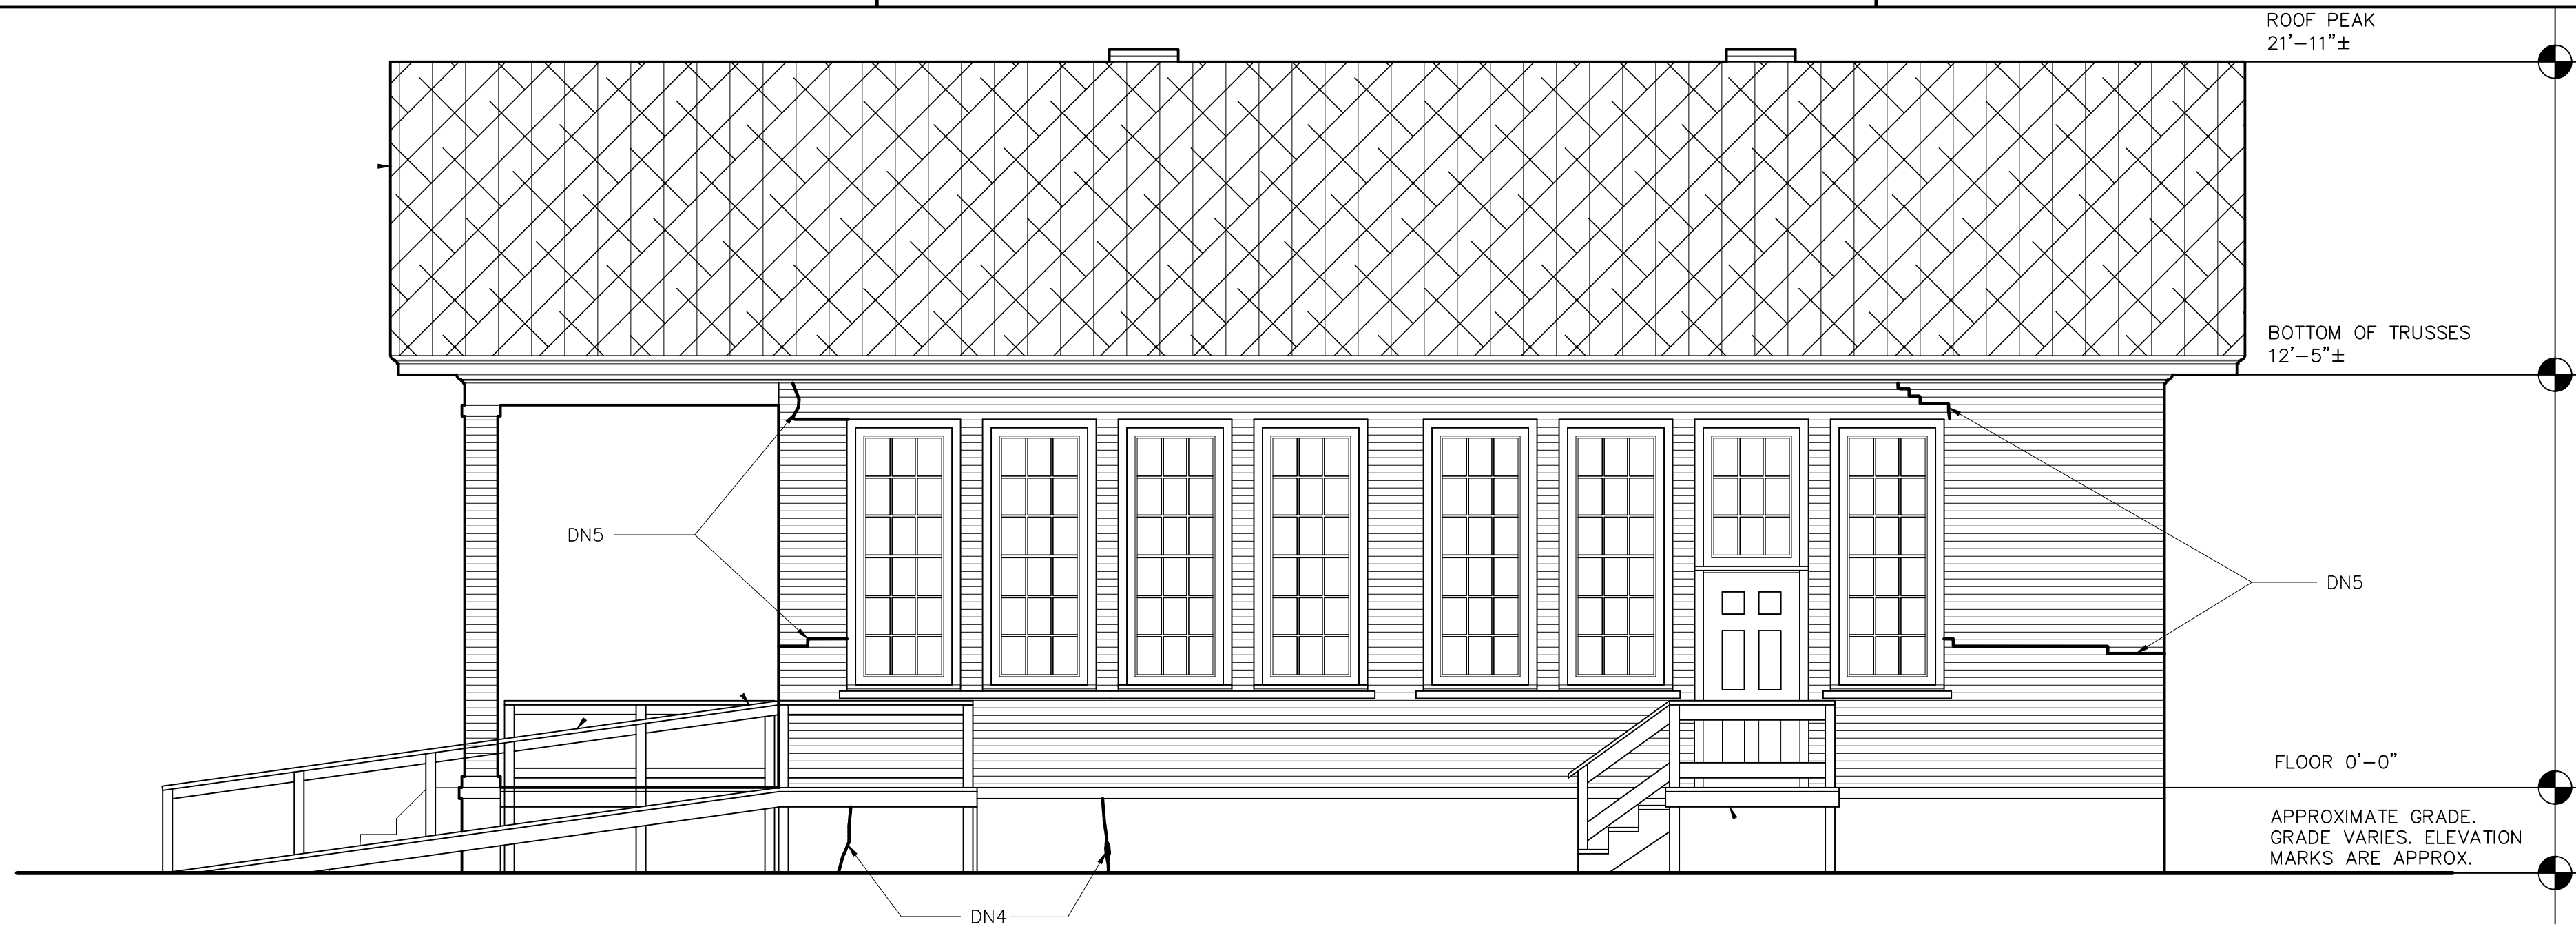 ROOF PEAK
21'-11"±
BOTTOM OF TRUSSES
12'-5"±
DN5
DN5
FLOOR 0'-0"
APPROXIMATE GRADE.
GRADE VARIES. ELEVATION
MARKS ARE APPROX.
DN4